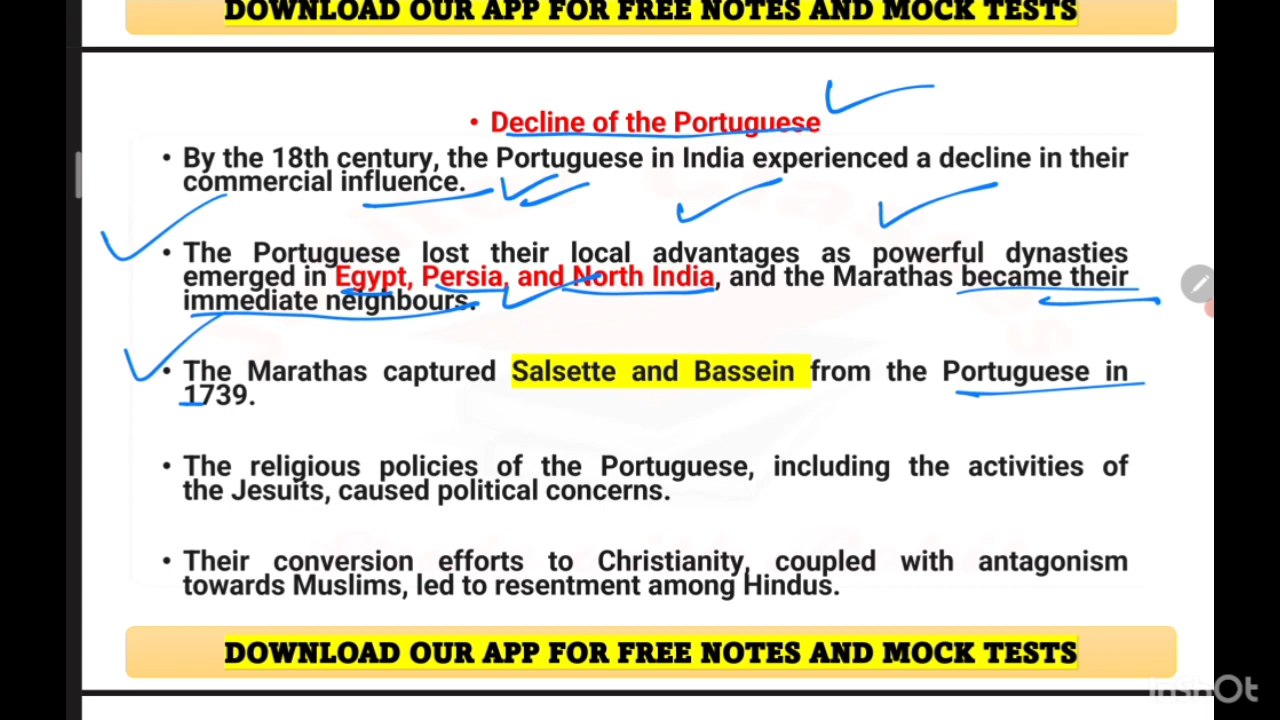 DOWNLOAD OUR APP FOR FREE NOTES AND MOCK TESTS
• Decline of the Portuguese
• By the 18th century, the Portuguese in India experienced a decline in their
commercial influence.
• The Portuguese lost their local advantages as powerful dynasties
emerged in Egypt, Persia, and North India, and the Marathas became their
immediate neighbours.
• The Marathas captured Salsette and Bassein from the Portuguese in
1739.
• The religious policies of the Portuguese, including the activities of
the Jesuits, caused political concerns.
• Their conversion efforts to Christianity, coupled with antagonism
towards Muslims, led to resentment among Hindus.
DOWNLOAD OUR APP FOR FREE NOTES AND MOCK TESTS
InShOt